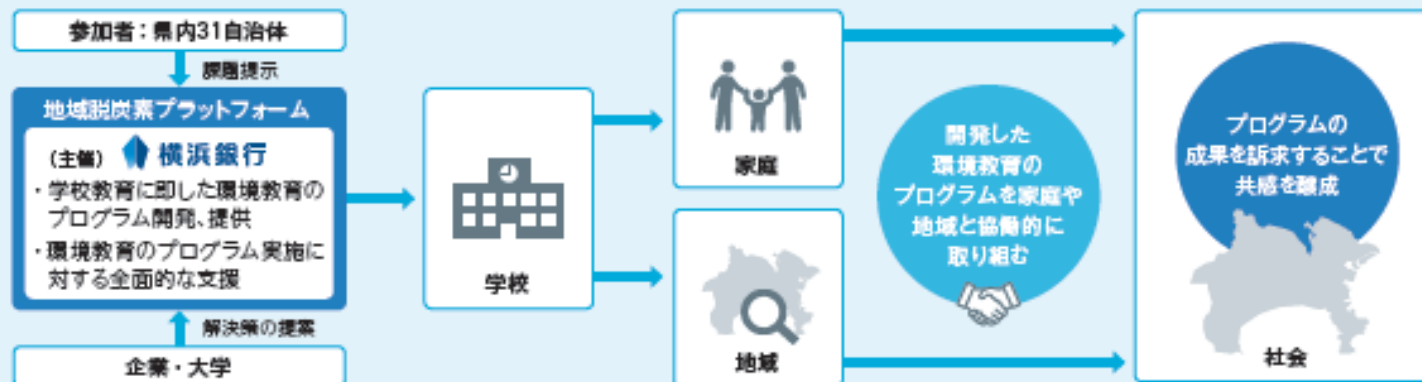 参加者：県内31自治体
課題提示
地域脱炭素プラットフォーム
（主催） 横浜銀行
・学校教育に即した環境教育の
プログラム開発、提供
・環境教育のプログラム実施に
対する全面的な支援
解決策の提案
企業・大学
学校
家庭
地域
開発した
環境教育の
プログラムを家庭や
地域と協働的に
取り組む
プログラムの
成果を訴求することで
共感を醸成
社会